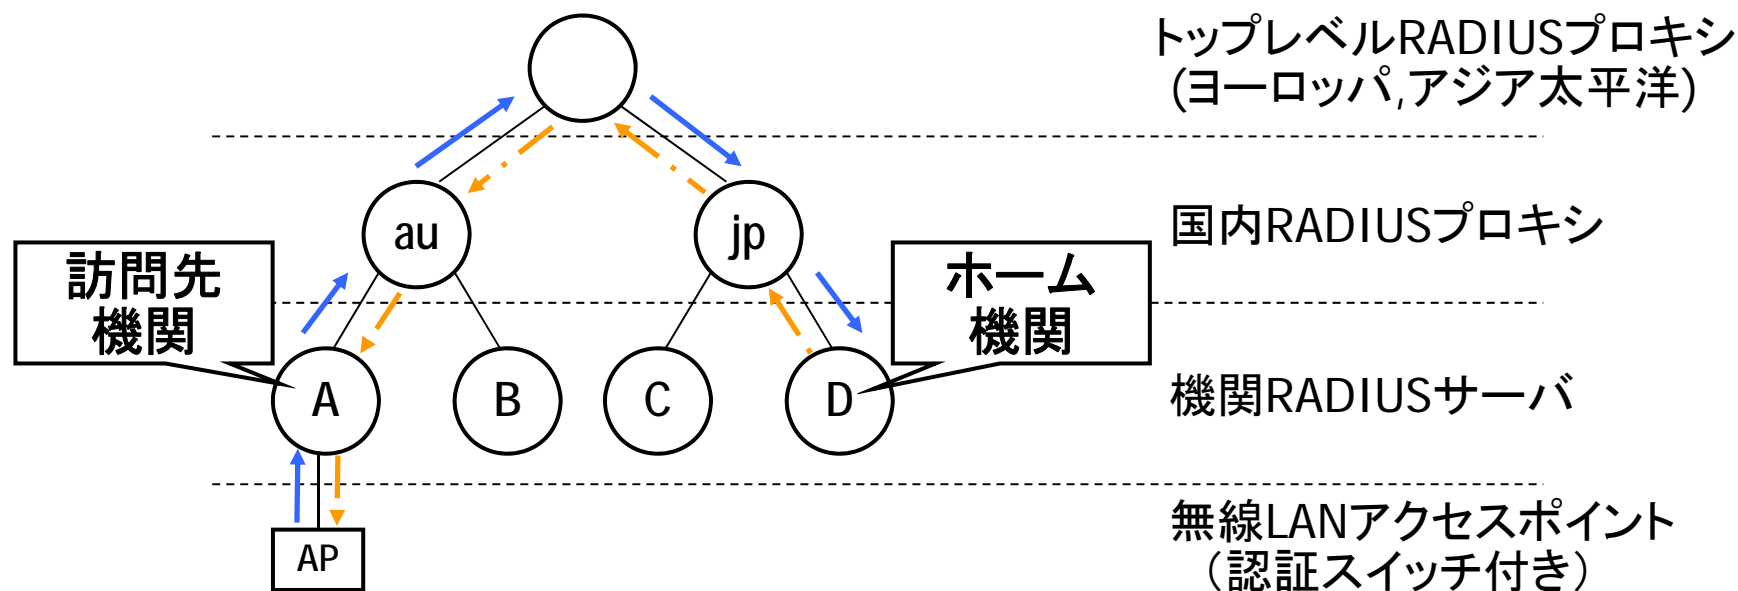 トップレベルRADIUSプロキシ
(ヨーロッパ,アジア太平洋)
au
jp
国内RADIUSプロキシ
訪問先
機関
ホーム
機関
A
B
C
D
機関RADIUSサーバ
AP
無線LANアクセスポイント
（認証スイッチ付き）